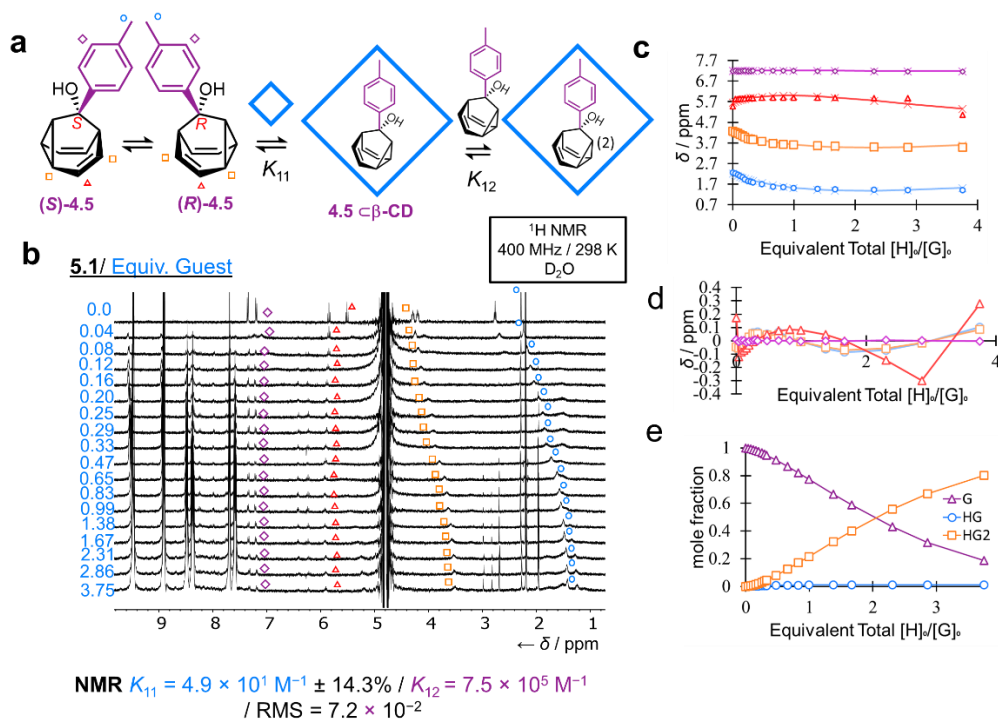 a
OH
S
OH
R
(S)-4.5
(R)-4.5
K11
OH
4.5 ⊂β-CD
OH
K12
OH
(2)
b
5.1/ Equiv. Guest
1H NMR
400 MHz / 298 K
D2O
0.0
0.04
0.08
0.12
0.16
0.20
0.25
0.29
0.33
0.47
0.65
0.83
0.99
1.38
1.67
2.31
2.86
3.75
9 8 7 6 5 4 3 2 1
← δ / ppm
NMR K11 = 4.9 × 10¹ M⁻¹ ± 14.3% / K12 = 7.5 × 10⁵ M⁻¹
/ RMS = 7.2 × 10⁻²
c
δ / ppm
7.7
6.7
5.7
4.7
3.7
2.7
1.7
0.7
0 1 2 3 4
Equivalent Total [H]₀/[G]₀
d
δ / ppm
0.4
0.3
0.2
0.1
0.0
-0.1
-0.2
-0.3
-0.4
2 4
Equivalent Total [H]₀/[G]₀
e
mole fraction
1
0.8
0.6
0.4
0.2
0
G
HG
HG2
0 1 2 3
Equivalent Total [H]₀/[G]₀